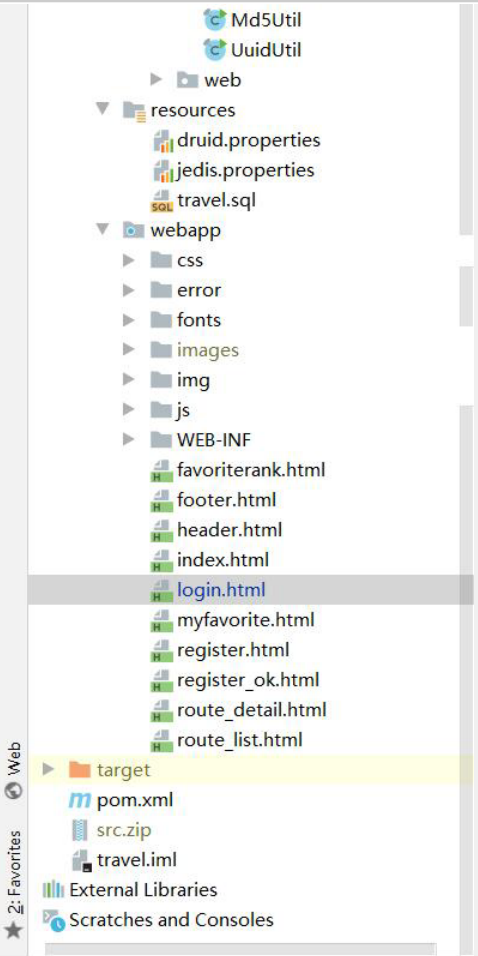 Md5Util
UuidUtil
web
resources
druid.properties
jedis.properties
SQL travel.sql
webapp
css
error
fonts
images
img
js
WEB-INF
H favoriterank.html
H footer.html
H header.html
H index.html
H login.html
H myfavorite.html
H register.html
H register_ok.html
H route_detail.html
H route_list.html
target
m pom.xml
src.zip
travel.iml
External Libraries
Scratches and Consoles
Web
2: Favorites